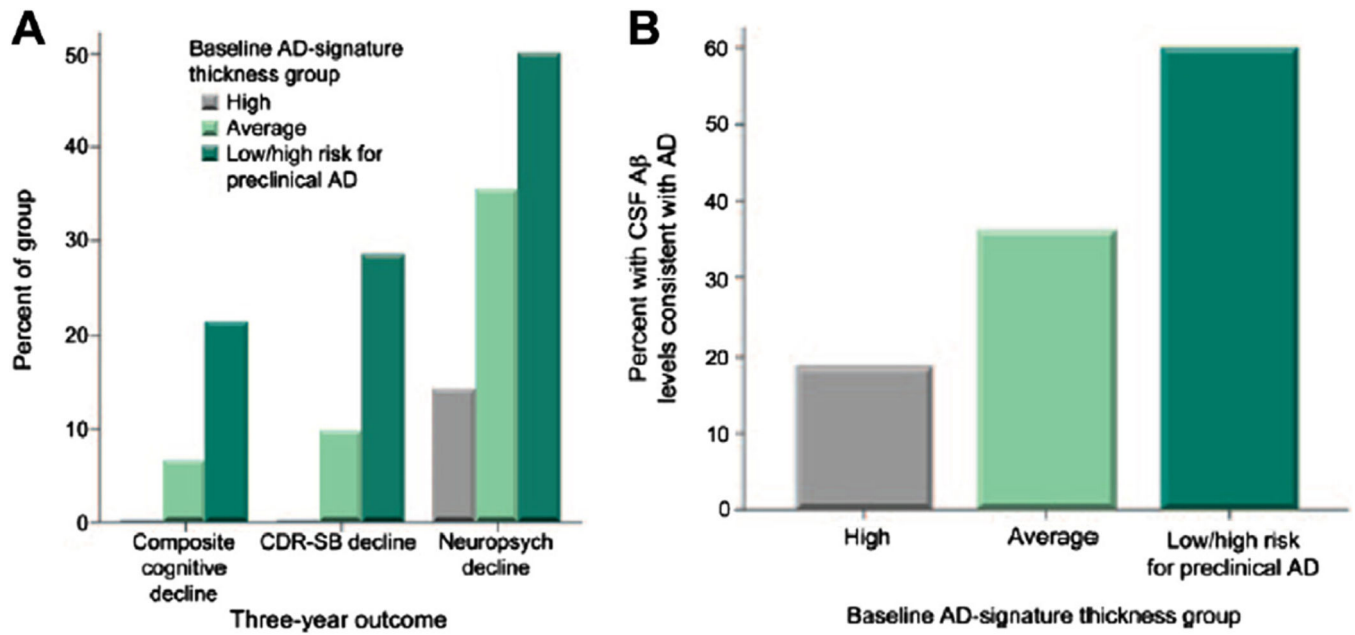 A
Percent of group
50
40
30
20
10
0
Baseline AD-signature
thickness group
High
Average
Low/high risk for
preclinical AD
Composite
cognitive
decline
CDR-SB decline
Neuropsych
decline
Three-year outcome
B
Percent with CSF Aβ
levels consistent with AD
60
50
40
30
20
10
0
High
Average
Low/high risk
for preclinical AD
Baseline AD-signature thickness group